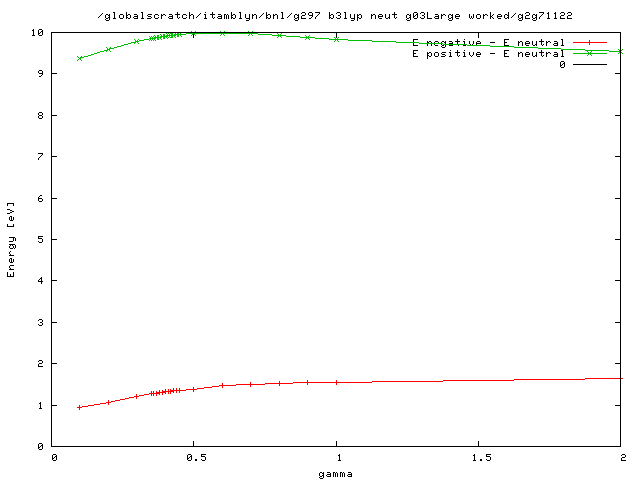 /globalscratch/itamblyn/bnl/g297 b3lyp neut g03Large worked/g2g71122
E negative - E neutral
E positive - E neutral
0
Energy [eV]
10
9
8
7
6
5
4
3
2
1
0
0 0.5 1 1.5 2
gamma